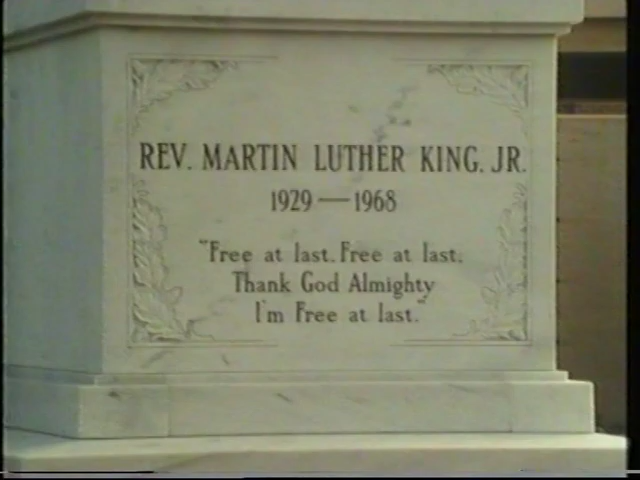 REV. MARTIN LUTHER KING, JR.
1929—1968
"Free at last. Free at last.
Thank God Almighty
I'm Free at last."